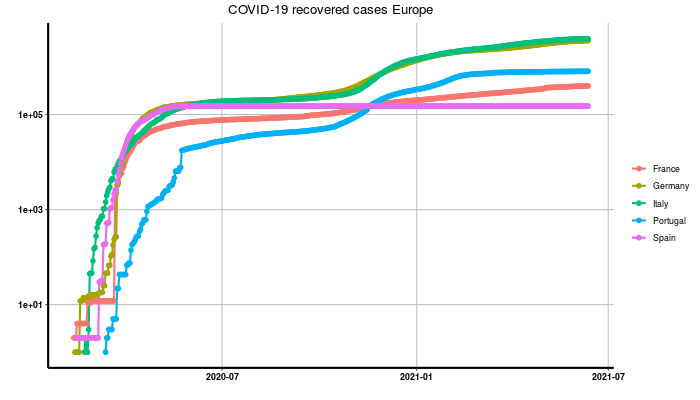 COVID-19 recovered cases Europe
1e+05
1e+03
1e+01
2020-07
2021-01
2021-07
France
Germany
Italy
Portugal
Spain